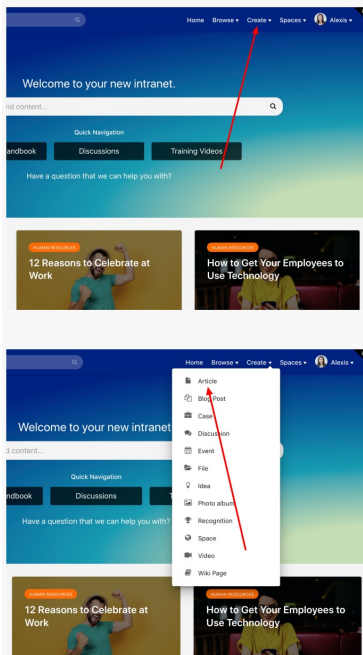 Home Browse Create Spaces Alexis
Welcome to your new intranet.
nd content...
Quick Navigation
andbook Discussions Training Videos
Have a question that we can help you with?
HUMAN RESOURCES HUMAN RESOURCES
12 Reasons to Celebrate at How to Get Your Employees to
Work Use Technology
Home Browse Create Spaces Alexis
Article
Blog Post
Case
Welcome to your new intranet
Discussion
d content...
Event
File
Quick Navigation
Idea
ndbook Discussions T
Photo album
Have a question that we can help you with?
Recognition
Space
Video
Wiki Page
HUMAN RESOURCES HUMAN RESOURCES
12 Reasons to Celebrate at How to Get Your Employees to
Work Use Technology